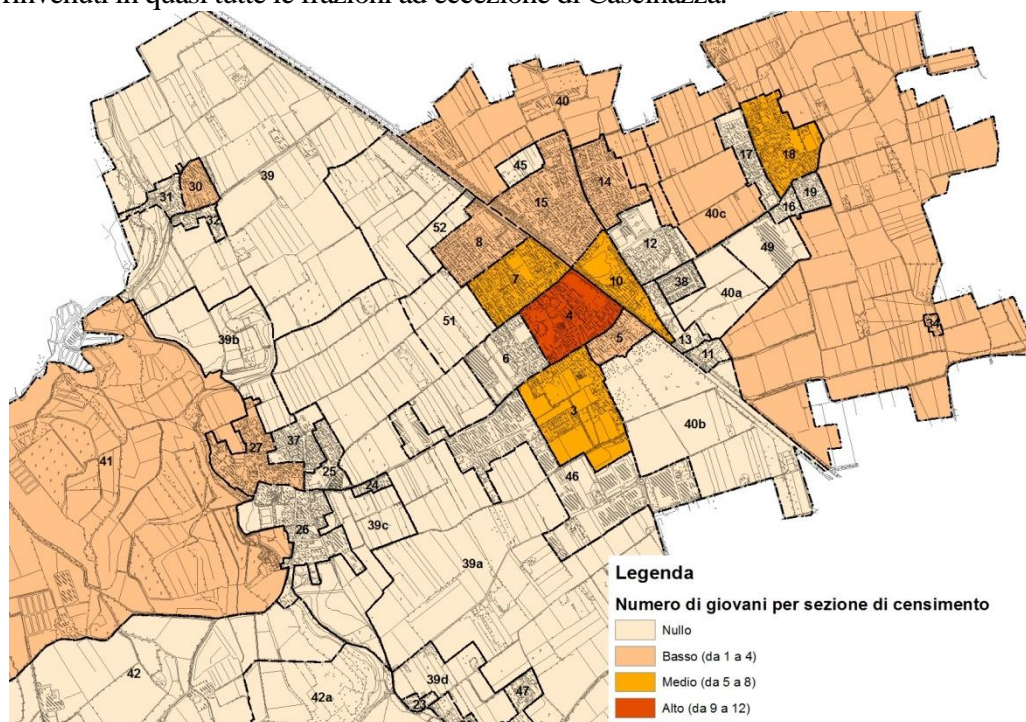 rinvenuti in quasi tutte le frazioni ad eccezione di Cascinazza.
40
45
17
18
39
30
31
32
14
15
19
16
40c
52
8
12
49
7
10
38
40a
51
4
34
39b
6
5
13
11
3
40b
27
37
41
25
24
46
26
39c
39a
42
42a
39d
47
23
Legenda
Numero di giovani per sezione di censimento
Nullo
Basso (da 1 a 4)
Medio (da 5 a 8)
Alto (da 9 a 12)